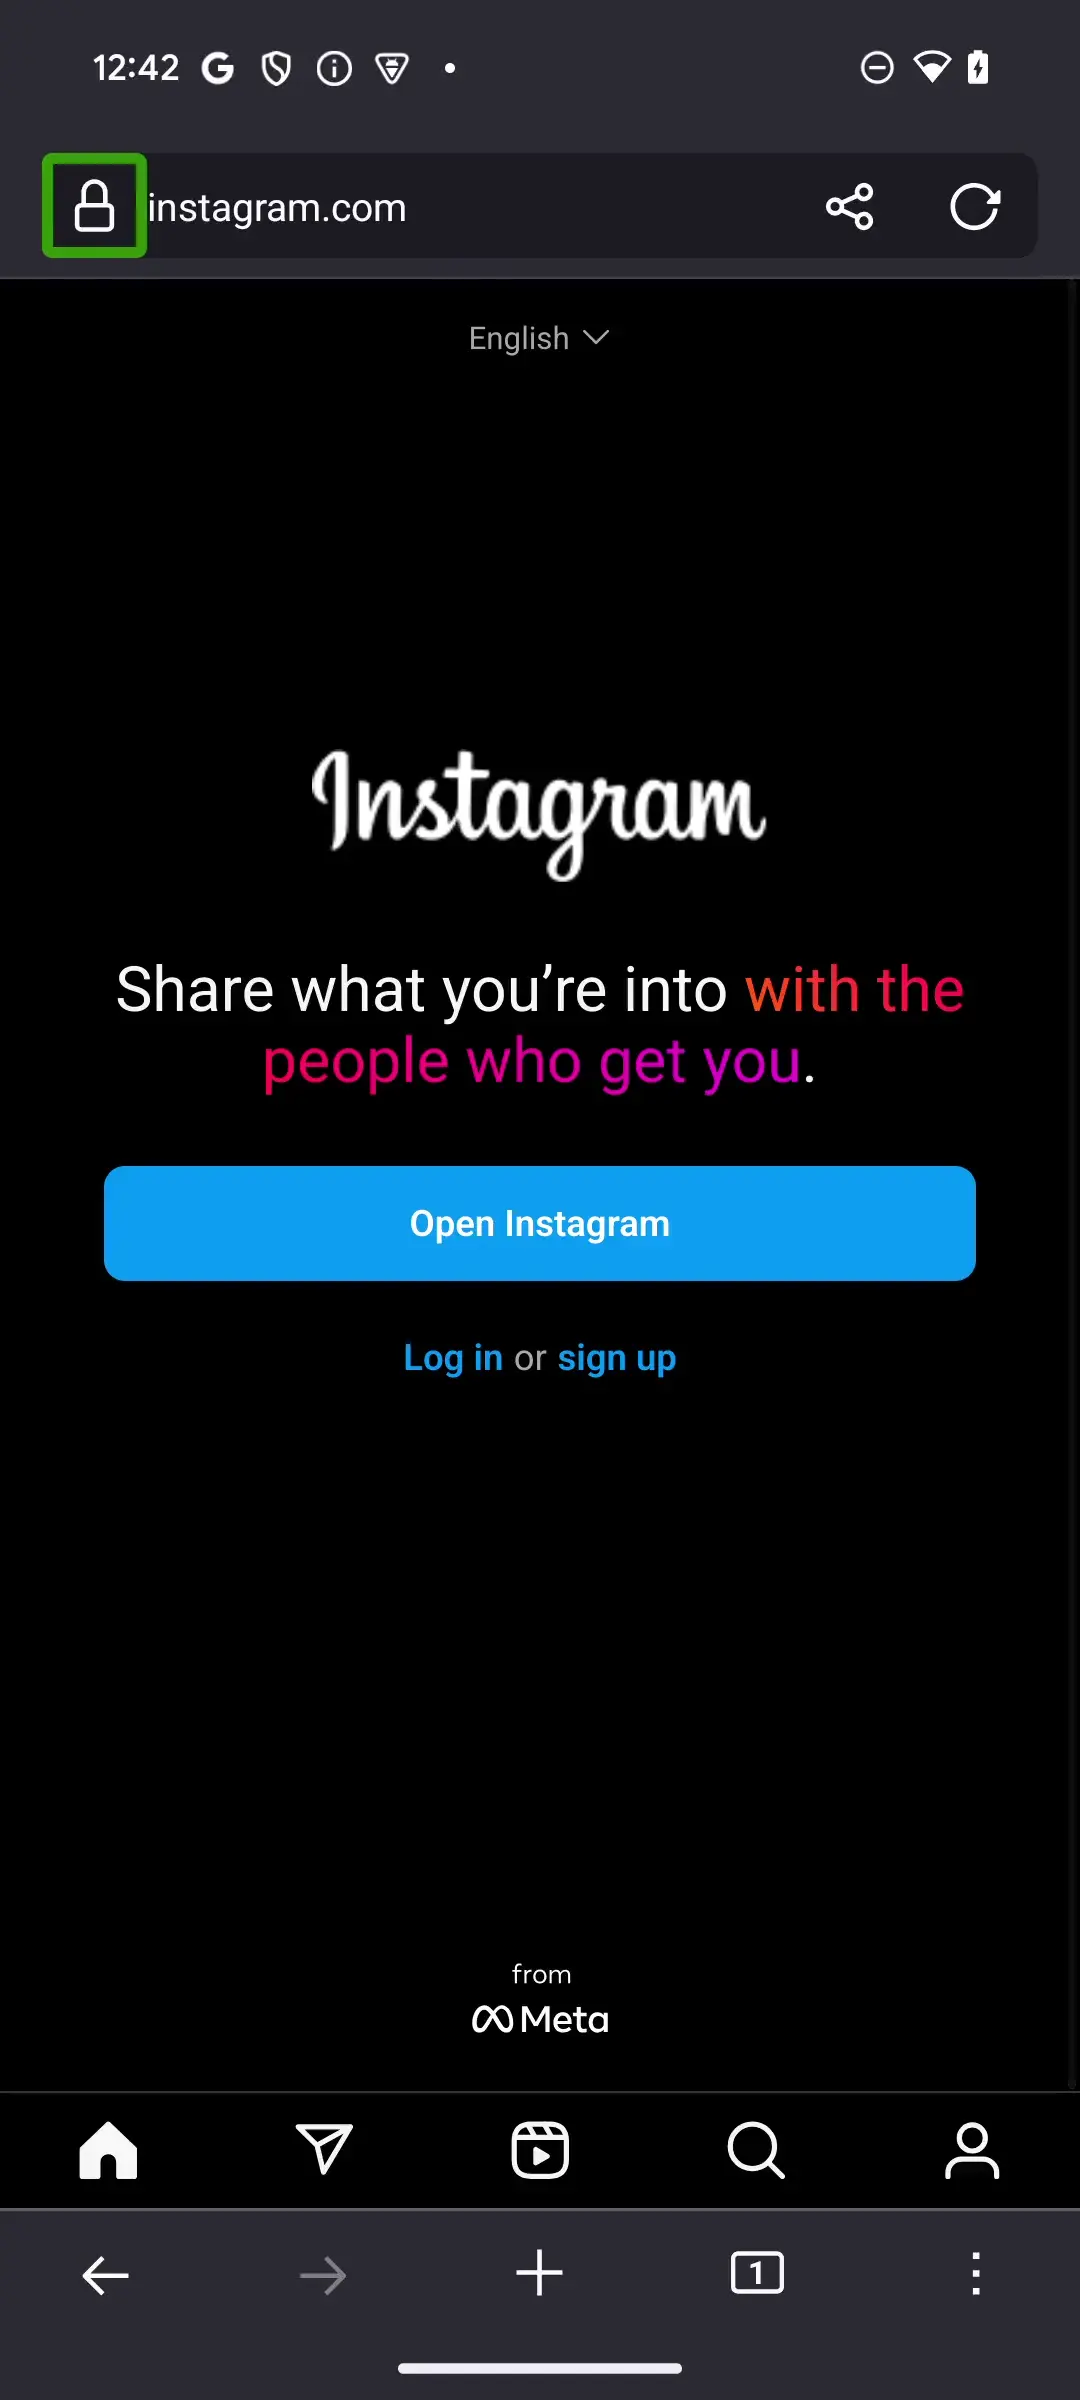 12:42
instagram.com
English
Instagram
Share what you’re into with the
people who get you.
Open Instagram
Log in or sign up
from
Meta
1